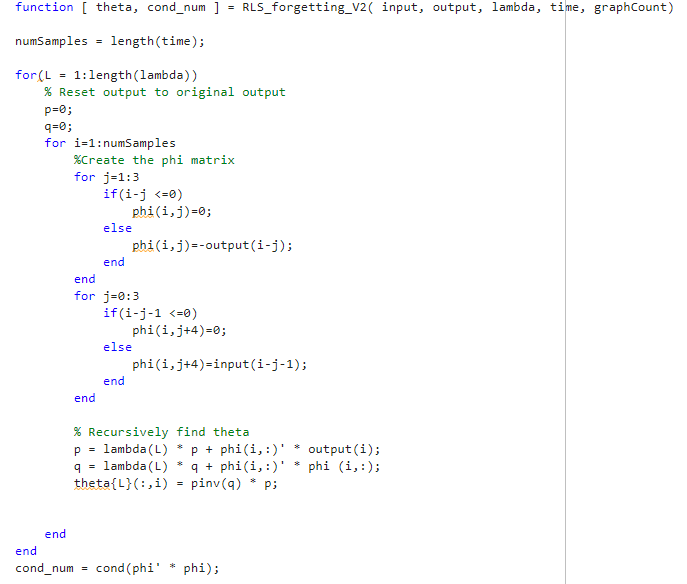 function [ theta, cond_num ] = RLS_forgetting_V2( input, output, lambda, time, graphCount)
numSamples = length(time);
for(L = 1:length(lambda))
% Reset output to original output
p=0;
q=0;
for i=1:numSamples
%Create the phi matrix
for j=1:3
if(i-j <=0)
phi(i,j)=0;
else
phi(i,j)=-output(i-j);
end
end
for j=0:3
if(i-j-1 <=0)
phi(i,j+4)=0;
else
phi(i,j+4)=input(i-j-1);
end
end
% Recursively find theta
p = lambda(L) * p + phi(i,:)' * output(i);
q = lambda(L) * q + phi(i,:)' * phi (i,:);
theta{L}(:,i) = pinv(q) * p;
end
end
cond_num = cond(phi' * phi);